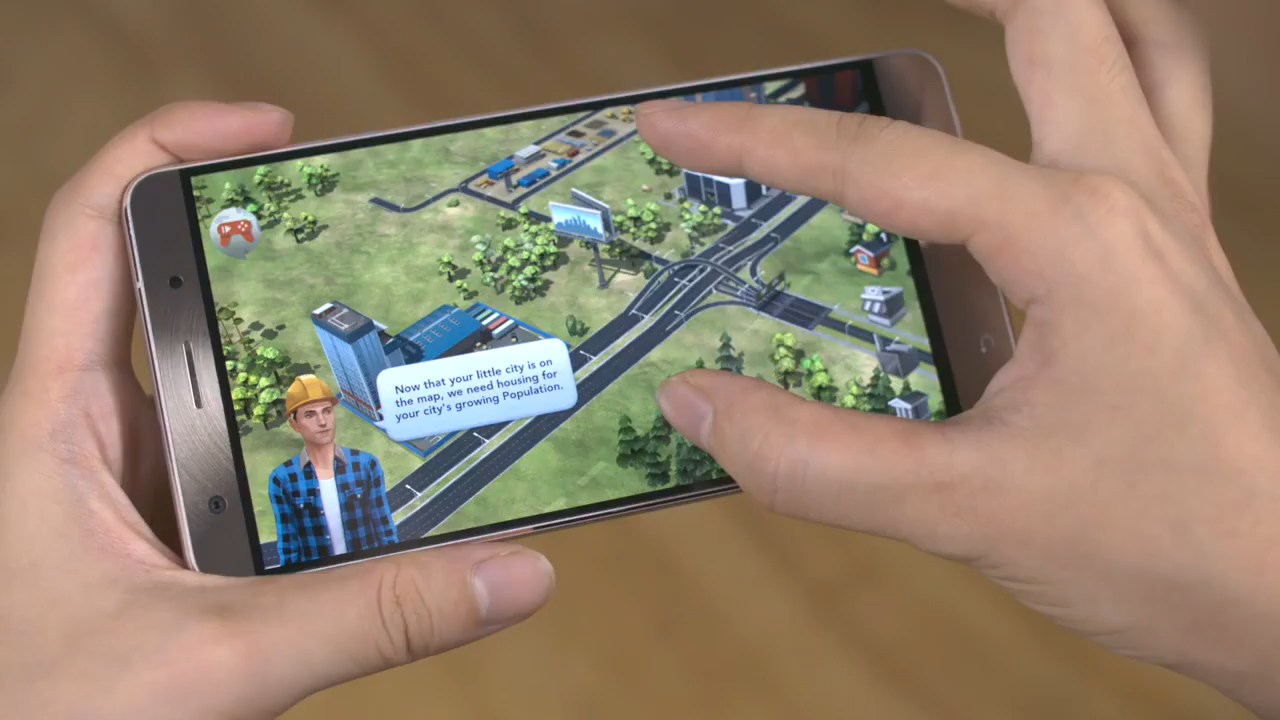 Now that your little city is on
the map, we need housing for
your city's growing Population.